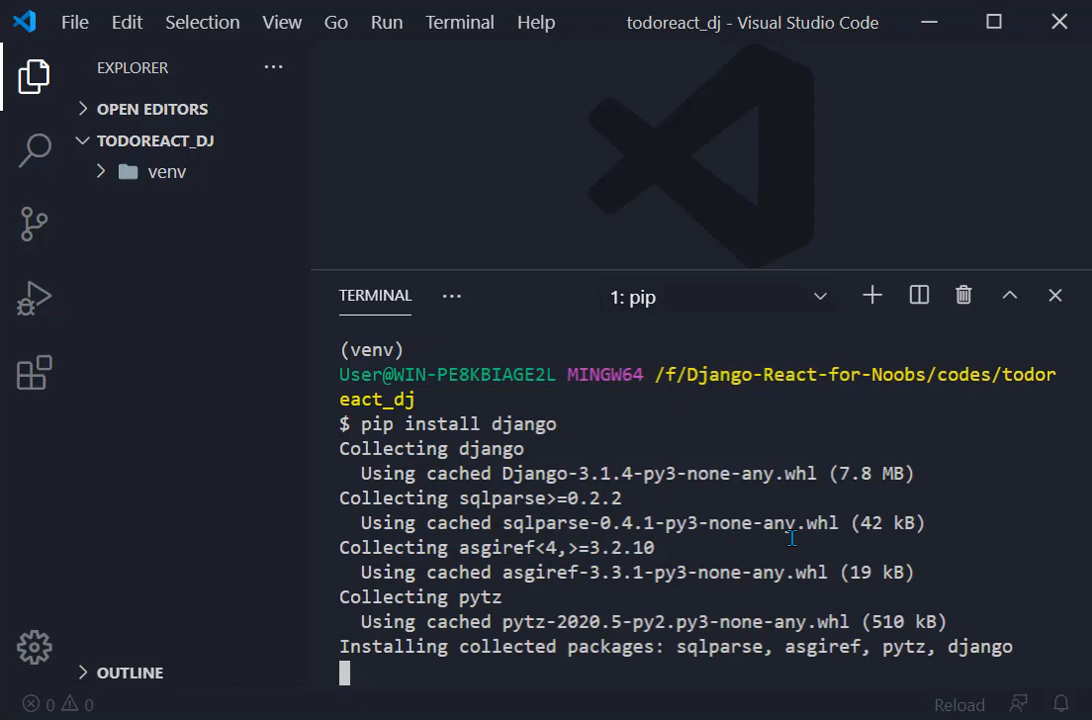 File Edit Selection View Go Run Terminal Help todoreact_dj - Visual Studio Code
EXPLORER
OPEN EDITORS
TODOREACT_DJ
venv
TERMINAL
1: pip
(venv)
User@WIN-PE8KBIAGE2L MINGW64 /f/Django-React-for-Noobs/codes/todor
eact_dj
$ pip install django
Collecting django
Using cached Django-3.1.4-py3-none-any.whl (7.8 MB)
Collecting sqlparse>=0.2.2
Using cached sqlparse-0.4.1-py3-none-any.whl (42 kB)
Collecting asgiref<4,>=3.2.10
Using cached asgiref-3.3.1-py3-none-any.whl (19 kB)
Collecting pytz
Using cached pytz-2020.5-py2.py3-none-any.whl (510 kB)
Installing collected packages: sqlparse, asgiref, pytz, django
OUTLINE
0 0 Reload